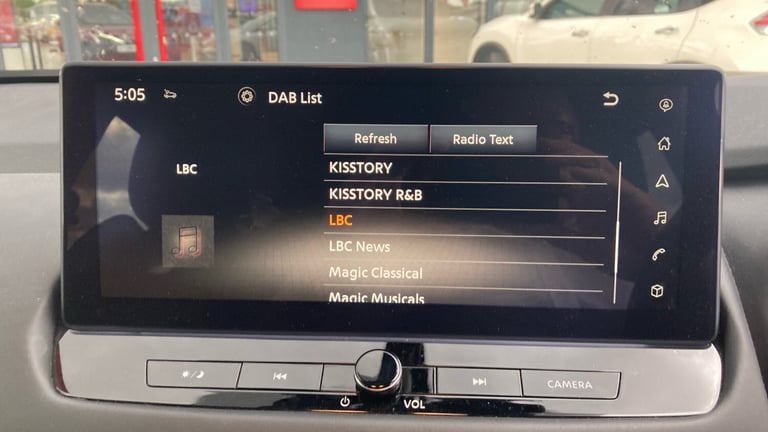 5:05
DAB List
Refresh
Radio Text
LBC
KISSTORY
KISSTORY R&B
LBC
LBC News
Magic Classical
Magic Musicals
CAMERA
VOL